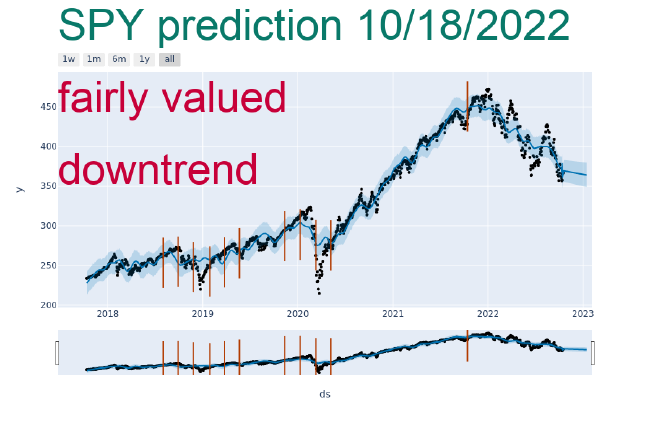 SPY prediction 10/18/2022
1w 1m 6m 1y all
fairly valued
downtrend
450
400
350
300
250
200
y
2018 2019 2020 2021 2022 2023
ds